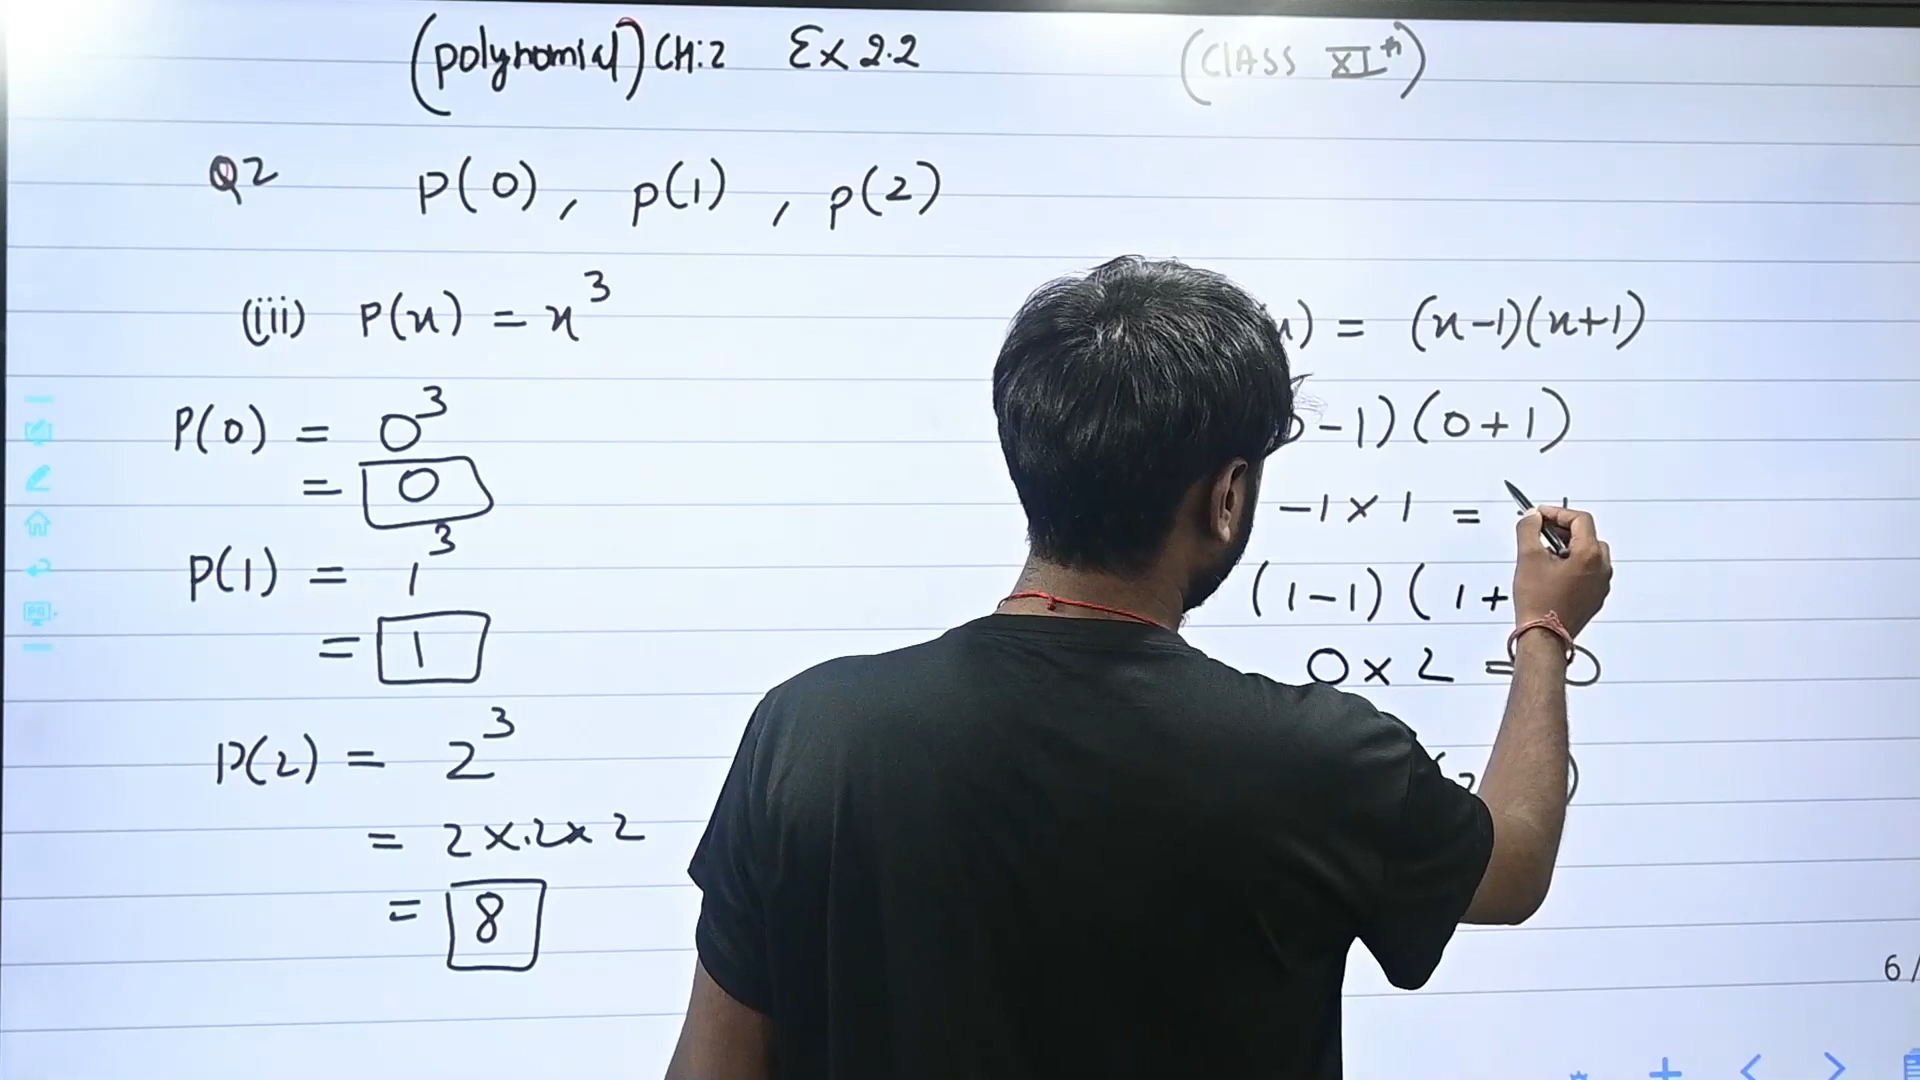 (polynomial) CH:2 Ex 2.2 (CLASS XI th)
Q2 P(0), p(1), p(2)
(iii) P(x) = x³
P(0) = 0³
= 0
P(1) = 1³
= 1
P(2) = 2³
= 2 × 2 × 2
= 8
) = (x-1)(x+1)
-1)(0+1)
-1 × 1 =
(1-1)(1+
0 × 2 = 0
6 /